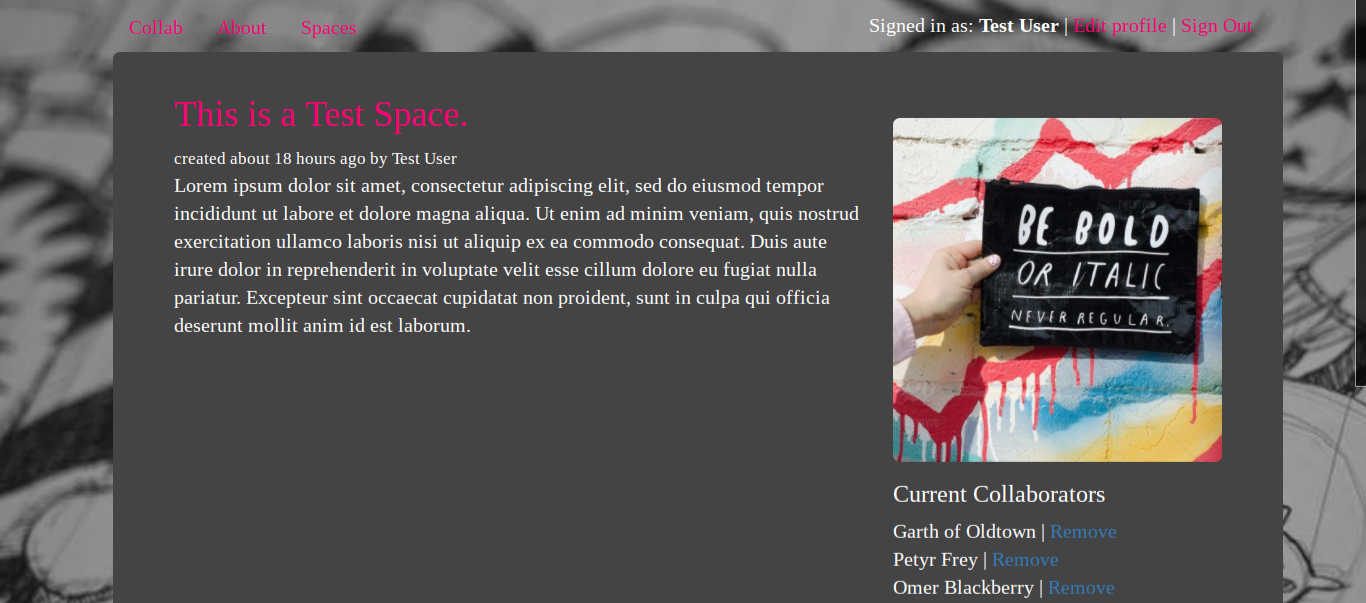 Collab About Spaces Signed in as: Test User | Edit profile | Sign Out
This is a Test Space.
created about 18 hours ago by Test User
Lorem ipsum dolor sit amet, consectetur adipiscing elit, sed do eiusmod tempor
incididunt ut labore et dolore magna aliqua. Ut enim ad minim veniam, quis nostrud
exercitation ullamco laboris nisi ut aliquip ex ea commodo consequat. Duis aute
irure dolor in reprehenderit in voluptate velit esse cillum dolore eu fugiat nulla
pariatur. Excepteur sint occaecat cupidatat non proident, sunt in culpa qui officia
deserunt mollit anim id est laborum.
BE BOLD
OR ITALIC
NEVER REGULAR.
Current Collaborators
Garth of Oldtown | Remove
Petyr Frey | Remove
Omer Blackberry | Remove